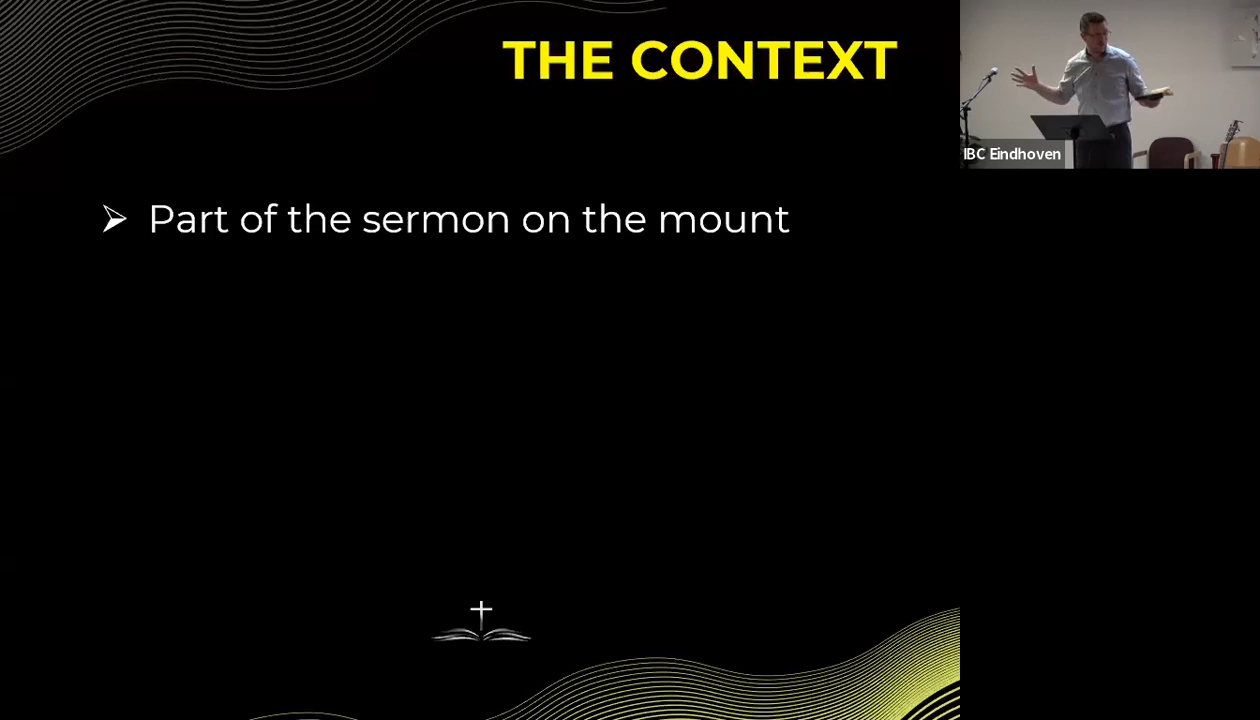 THE CONTEXT
IBC Eindhoven
Part of the sermon on the mount